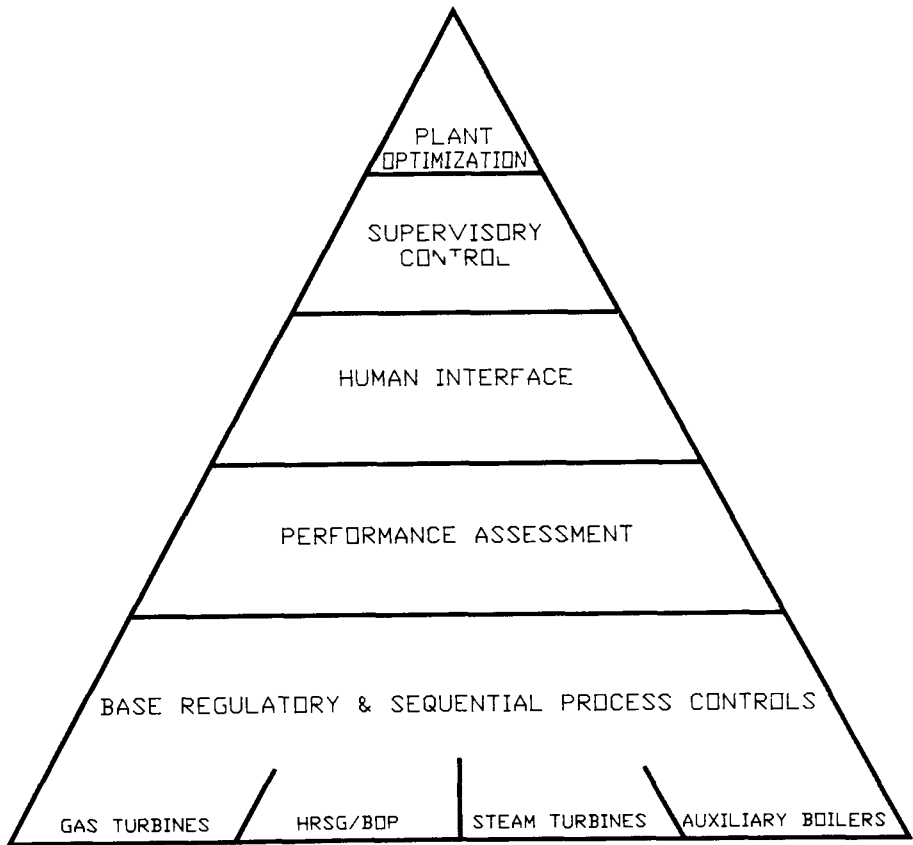 PLANT
OPTIMIZATION
SUPERVISORY
CONTROL
HUMAN INTERFACE
PERFORMANCE ASSESSMENT
BASE REGULATORY & SEQUENTIAL PROCESS CONTROLS
GAS TURBINES
HRSG/BOP
STEAM TURBINES
AUXILIARY BOILERS